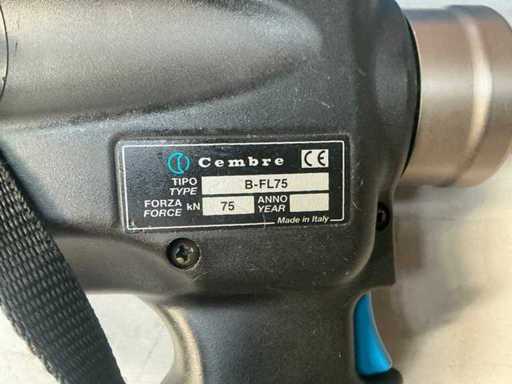 Cembre CE
TIPO
TYPE B-FL75
FORZA
FORCE kN 75 ANNO
YEAR
Made in Italy